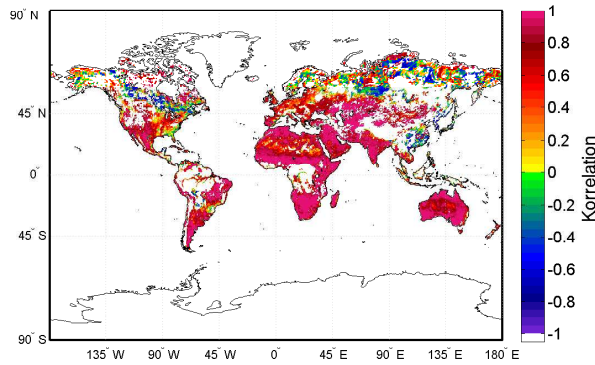 90° N
45° N
0°
45° S
90° S
135° W
90° W
45° W
0°
45° E
90° E
135° E
180° E
1
0.8
0.6
0.4
0.2
0
-0.2
-0.4
-0.6
-0.8
-1
Korrelation